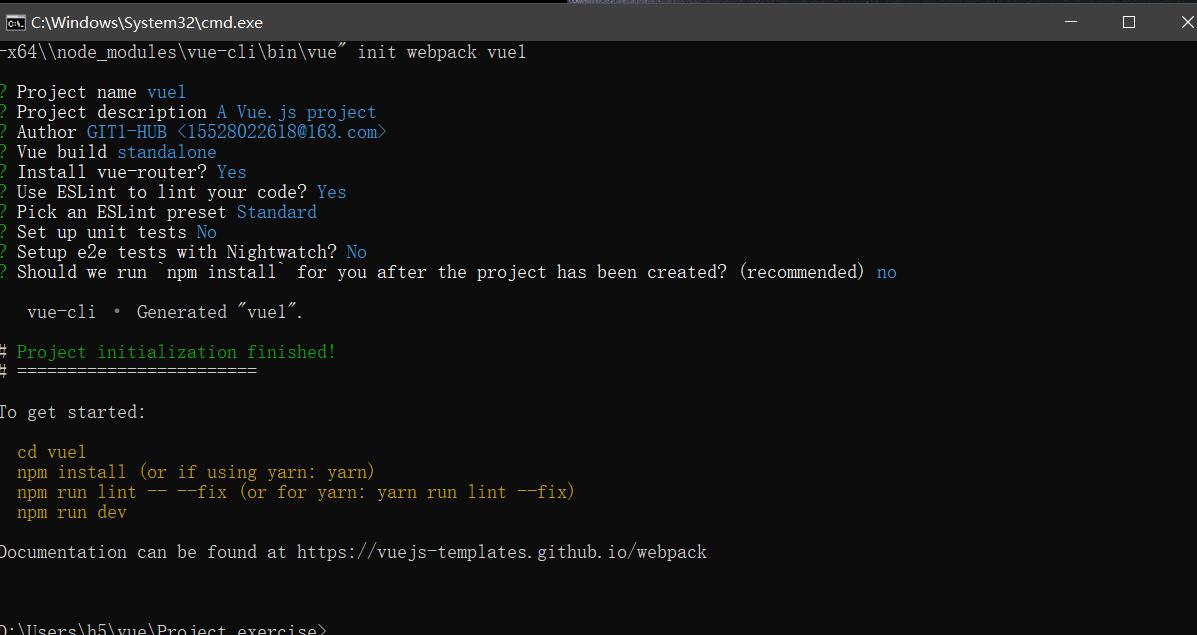 C:\Windows\System32\cmd.exe
-x64\\node_modules\vue-cli\bin\vue" init webpack vue1
? Project name vue1
? Project description A Vue.js project
? Author GIT1-HUB <15528022618@163.com>
? Vue build standalone
? Install vue-router? Yes
? Use ESLint to lint your code? Yes
? Pick an ESLint preset Standard
? Set up unit tests No
? Setup e2e tests with Nightwatch? No
? Should we run `npm install` for you after the project has been created? (recommended) no
vue-cli · Generated "vue1".
# Project initialization finished!
# ========================
To get started:
cd vue1
npm install (or if using yarn: yarn)
npm run lint -- --fix (or for yarn: yarn run lint --fix)
npm run dev
Documentation can be found at https://vuejs-templates.github.io/webpack
D:\Users\h5\vue\Project exercise>